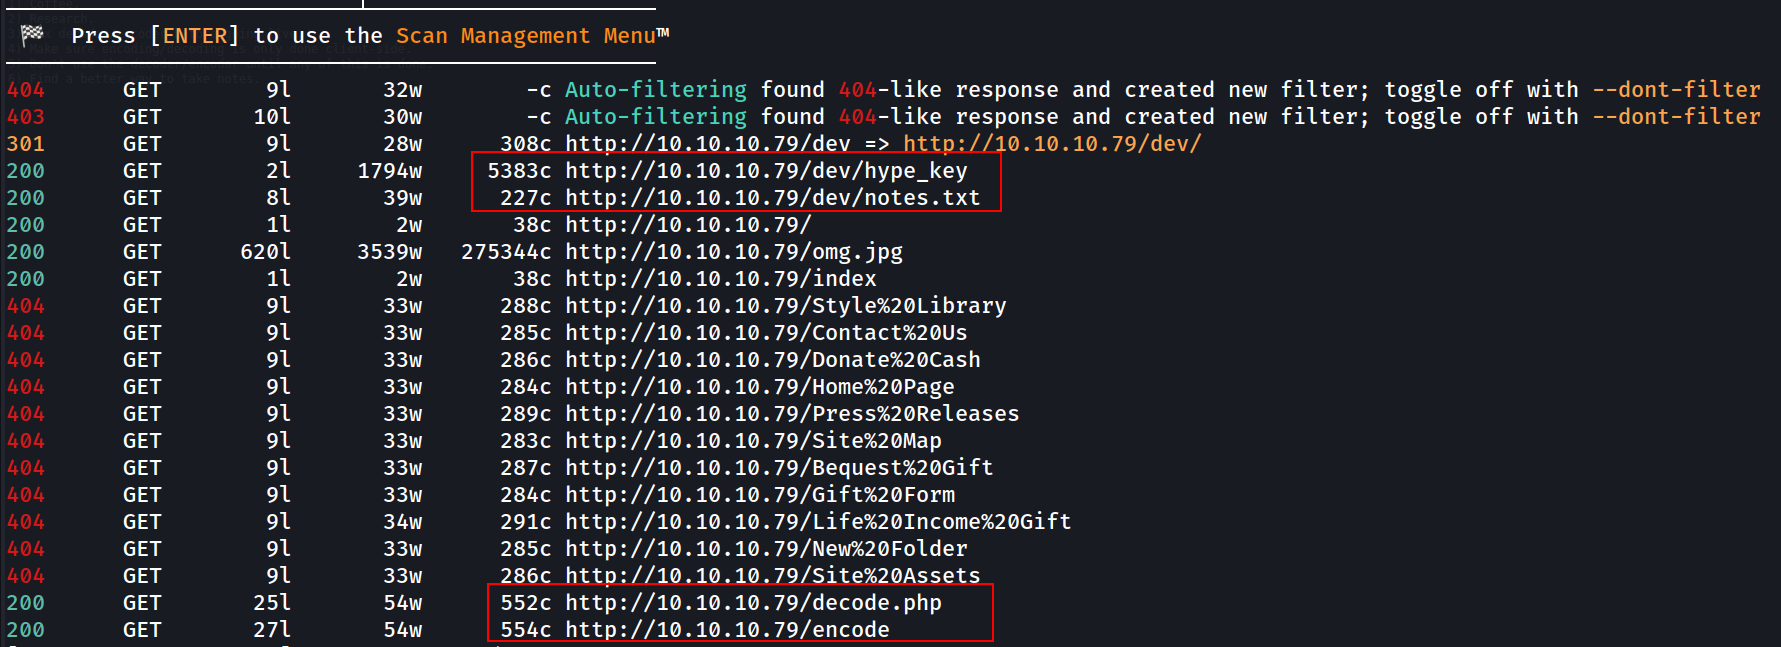 2) Research.
🏁 Press [ENTER] to use the Scan Management Menu™
404 GET 9l 32w -c Auto-filtering found 404-like response and created new filter; toggle off with --dont-filter
403 GET 10l 30w -c Auto-filtering found 404-like response and created new filter; toggle off with --dont-filter
301 GET 9l 28w 308c http://10.10.10.79/dev => http://10.10.10.79/dev/
200 GET 2l 1794w 5383c http://10.10.10.79/dev/hype_key
200 GET 8l 39w 227c http://10.10.10.79/dev/notes.txt
200 GET 1l 2w 38c http://10.10.10.79/
200 GET 620l 3539w 275344c http://10.10.10.79/omg.jpg
200 GET 1l 2w 38c http://10.10.10.79/index
404 GET 9l 33w 288c http://10.10.10.79/Style%20Library
404 GET 9l 33w 285c http://10.10.10.79/Contact%20Us
404 GET 9l 33w 286c http://10.10.10.79/Donate%20Cash
404 GET 9l 33w 284c http://10.10.10.79/Home%20Page
404 GET 9l 33w 289c http://10.10.10.79/Press%20Releases
404 GET 9l 33w 283c http://10.10.10.79/Site%20Map
404 GET 9l 33w 287c http://10.10.10.79/Bequest%20Gift
404 GET 9l 33w 284c http://10.10.10.79/Gift%20Form
404 GET 9l 34w 291c http://10.10.10.79/Life%20Income%20Gift
404 GET 9l 33w 285c http://10.10.10.79/New%20Folder
404 GET 9l 33w 286c http://10.10.10.79/Site%20Assets
200 GET 25l 54w 552c http://10.10.10.79/decode.php
200 GET 27l 54w 554c http://10.10.10.79/encode